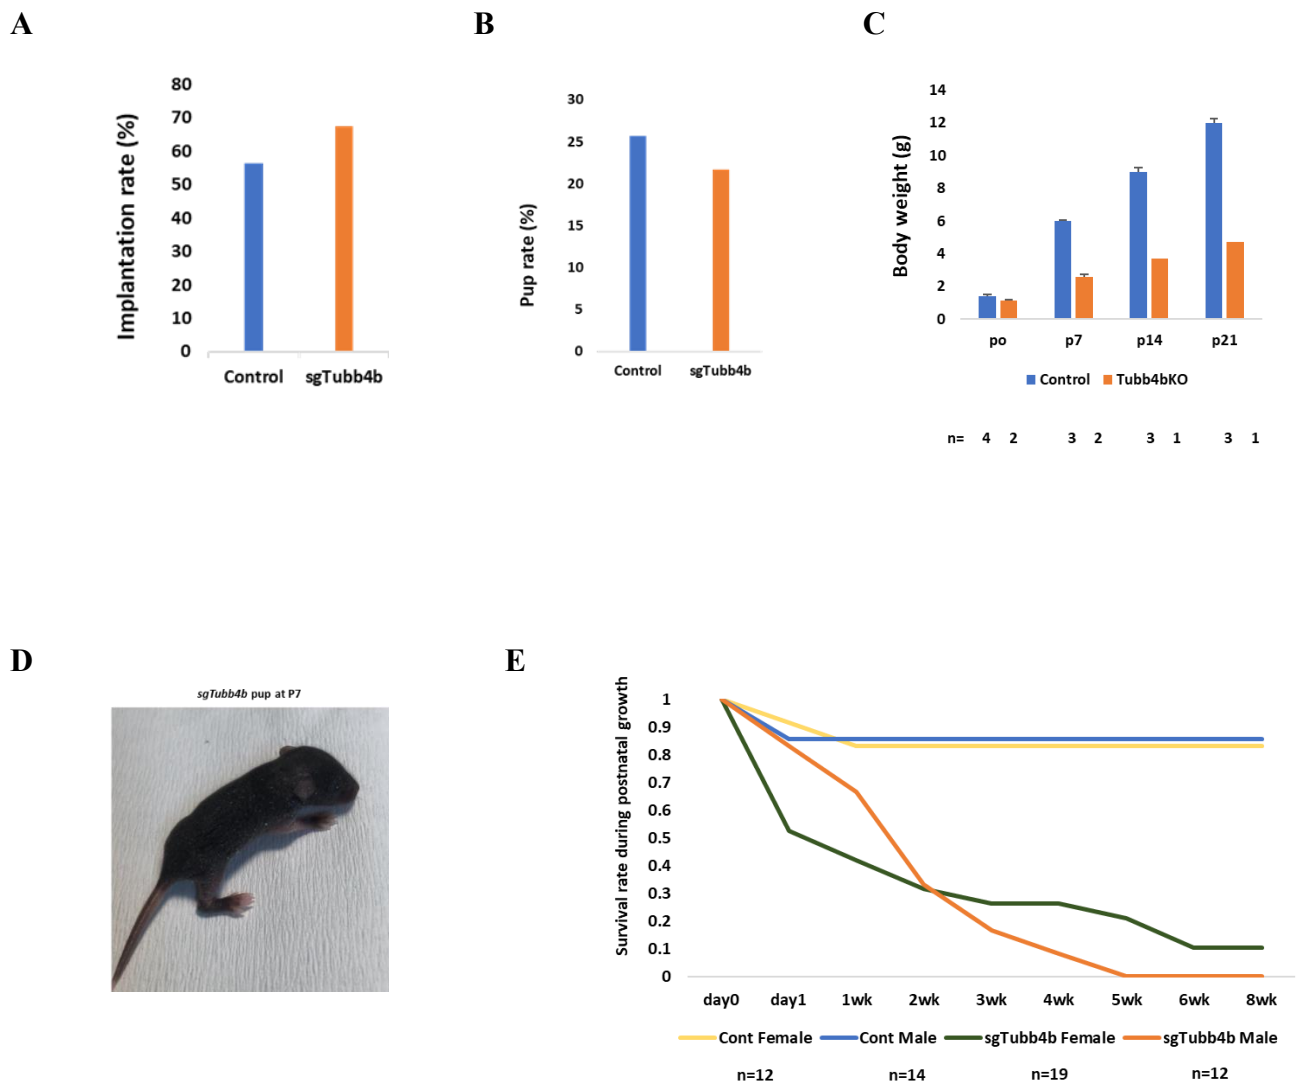 A
B
C
Implantation rate (%)
80
70
60
50
40
30
20
10
0
Control sgTubb4b
Pup rate (%)
30
25
20
15
10
5
0
Control sgTubb4b
Body weight (g)
14
12
10
8
6
4
2
0
po p7 p14 p21
Control Tubb4bKO
n= 4 2 3 2 3 1 3 1
D
E
sgTubb4b pup at P7
Survival rate during postnatal growth
1
0.9
0.8
0.7
0.6
0.5
0.4
0.3
0.2
0.1
0
day0 day1 1wk 2wk 3wk 4wk 5wk 6wk 8wk
Cont Female Cont Male sgTubb4b Female sgTubb4b Male
n=12 n=14 n=19 n=12